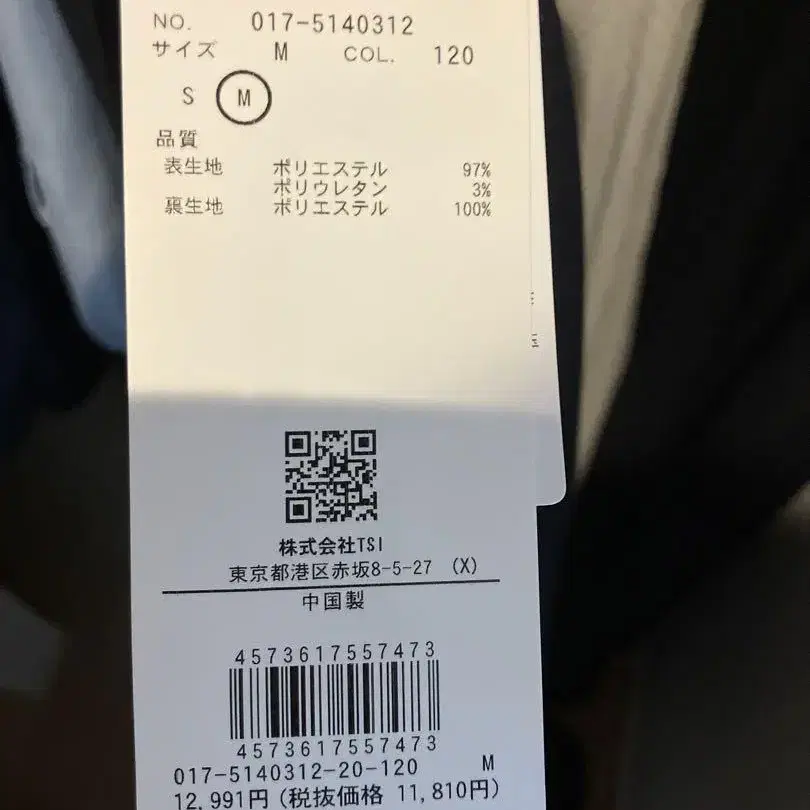 NO. 017-5140312
サイズ M COL. 120
S M
品質
表生地 ポリエステル 97%
ポリウレタン 3%
裏生地 ポリエステル 100%
株式会社TSI
東京都港区赤坂8-5-27 (X)
中国製
4573617557473
4573617557473
017-5140312-20-120 M
12,991円(税抜価格 11,810円)